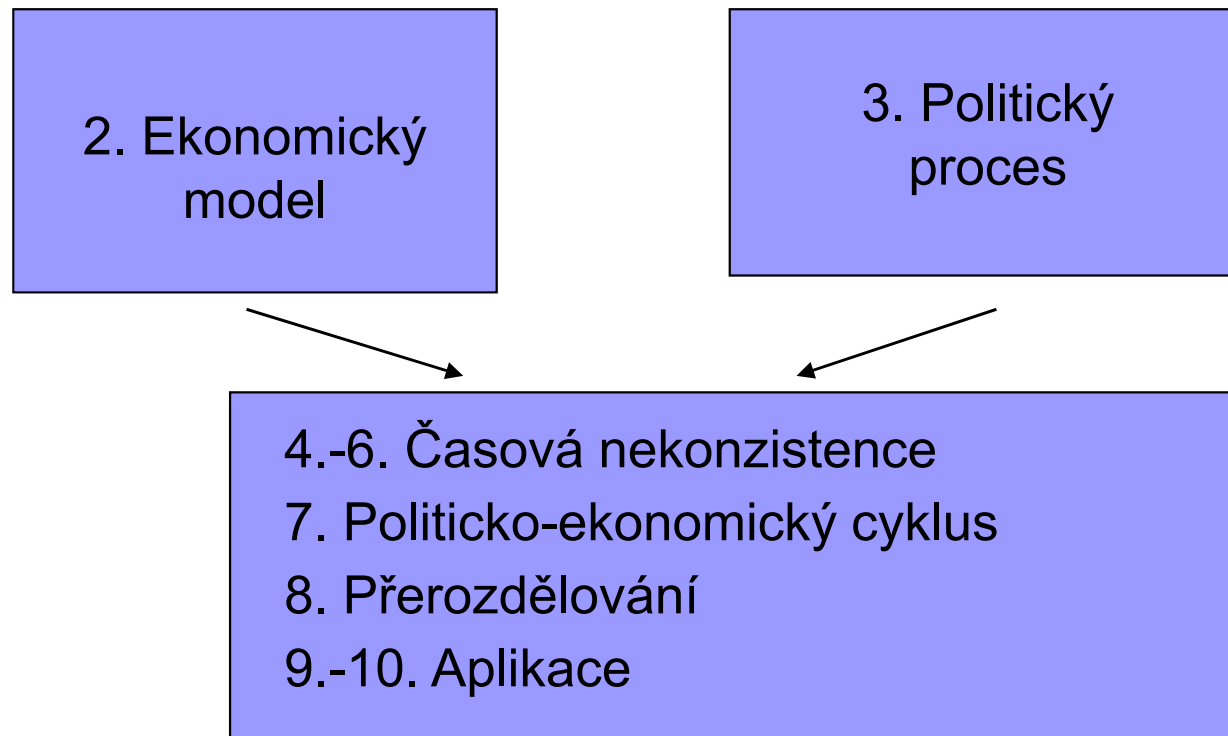 2. Ekonomický
model
3. Politický
proces
4.-6. Časová nekonzistence
7. Politicko-ekonomický cyklus
8. Přerozdělování
9.-10. Aplikace